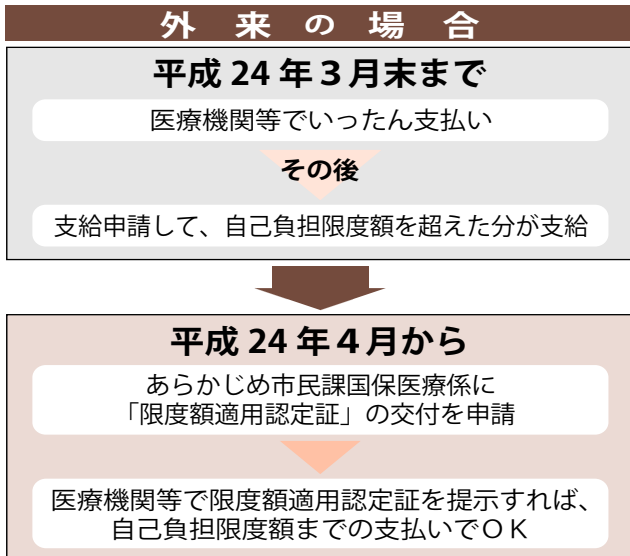 外来の場合
平成24年３月末まで
医療機関等でいったん支払い
その後
支給申請して、自己負担限度額を超えた分が支給
平成24年４月から
あらかじめ市民課国保医療係に
「限度額適用認定証」の交付を申請
医療機関等で限度額適用認定証を提示すれば、
自己負担限度額までの支払いでＯＫ